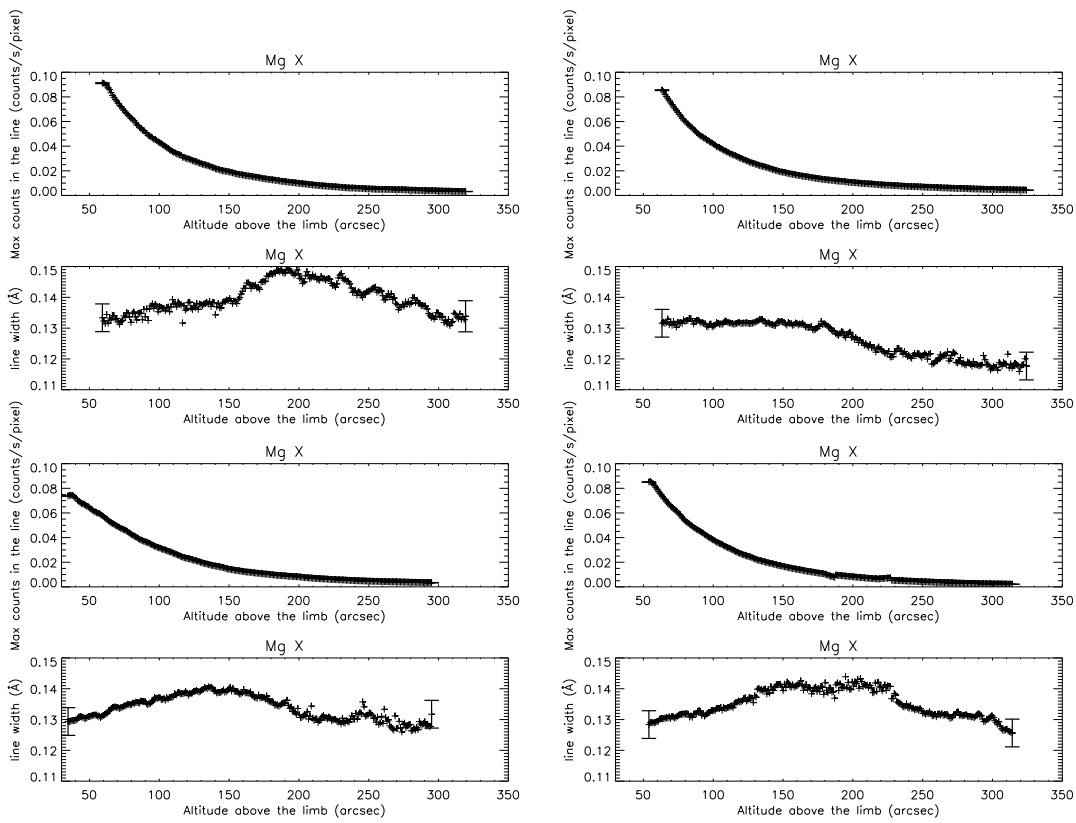 Mg X
Max counts in the line (counts/s/pixel)
0.10
0.08
0.06
0.04
0.02
0.00
50 100 150 200 250 300 350
Altitude above the limb (arcsec)
Mg X
Max counts in the line (counts/s/pixel)
0.10
0.08
0.06
0.04
0.02
0.00
50 100 150 200 250 300 350
Altitude above the limb (arcsec)
Mg X
line width (Å)
0.15
0.14
0.13
0.12
0.11
50 100 150 200 250 300 350
Altitude above the limb (arcsec)
Mg X
line width (Å)
0.15
0.14
0.13
0.12
0.11
50 100 150 200 250 300 350
Altitude above the limb (arcsec)
Mg X
Max counts in the line (counts/s/pixel)
0.10
0.08
0.06
0.04
0.02
0.00
50 100 150 200 250 300 350
Altitude above the limb (arcsec)
Mg X
Max counts in the line (counts/s/pixel)
0.10
0.08
0.06
0.04
0.02
0.00
50 100 150 200 250 300 350
Altitude above the limb (arcsec)
Mg X
line width (Å)
0.15
0.14
0.13
0.12
0.11
50 100 150 200 250 300 350
Altitude above the limb (arcsec)
Mg X
line width (Å)
0.15
0.14
0.13
0.12
0.11
50 100 150 200 250 300 350
Altitude above the limb (arcsec)